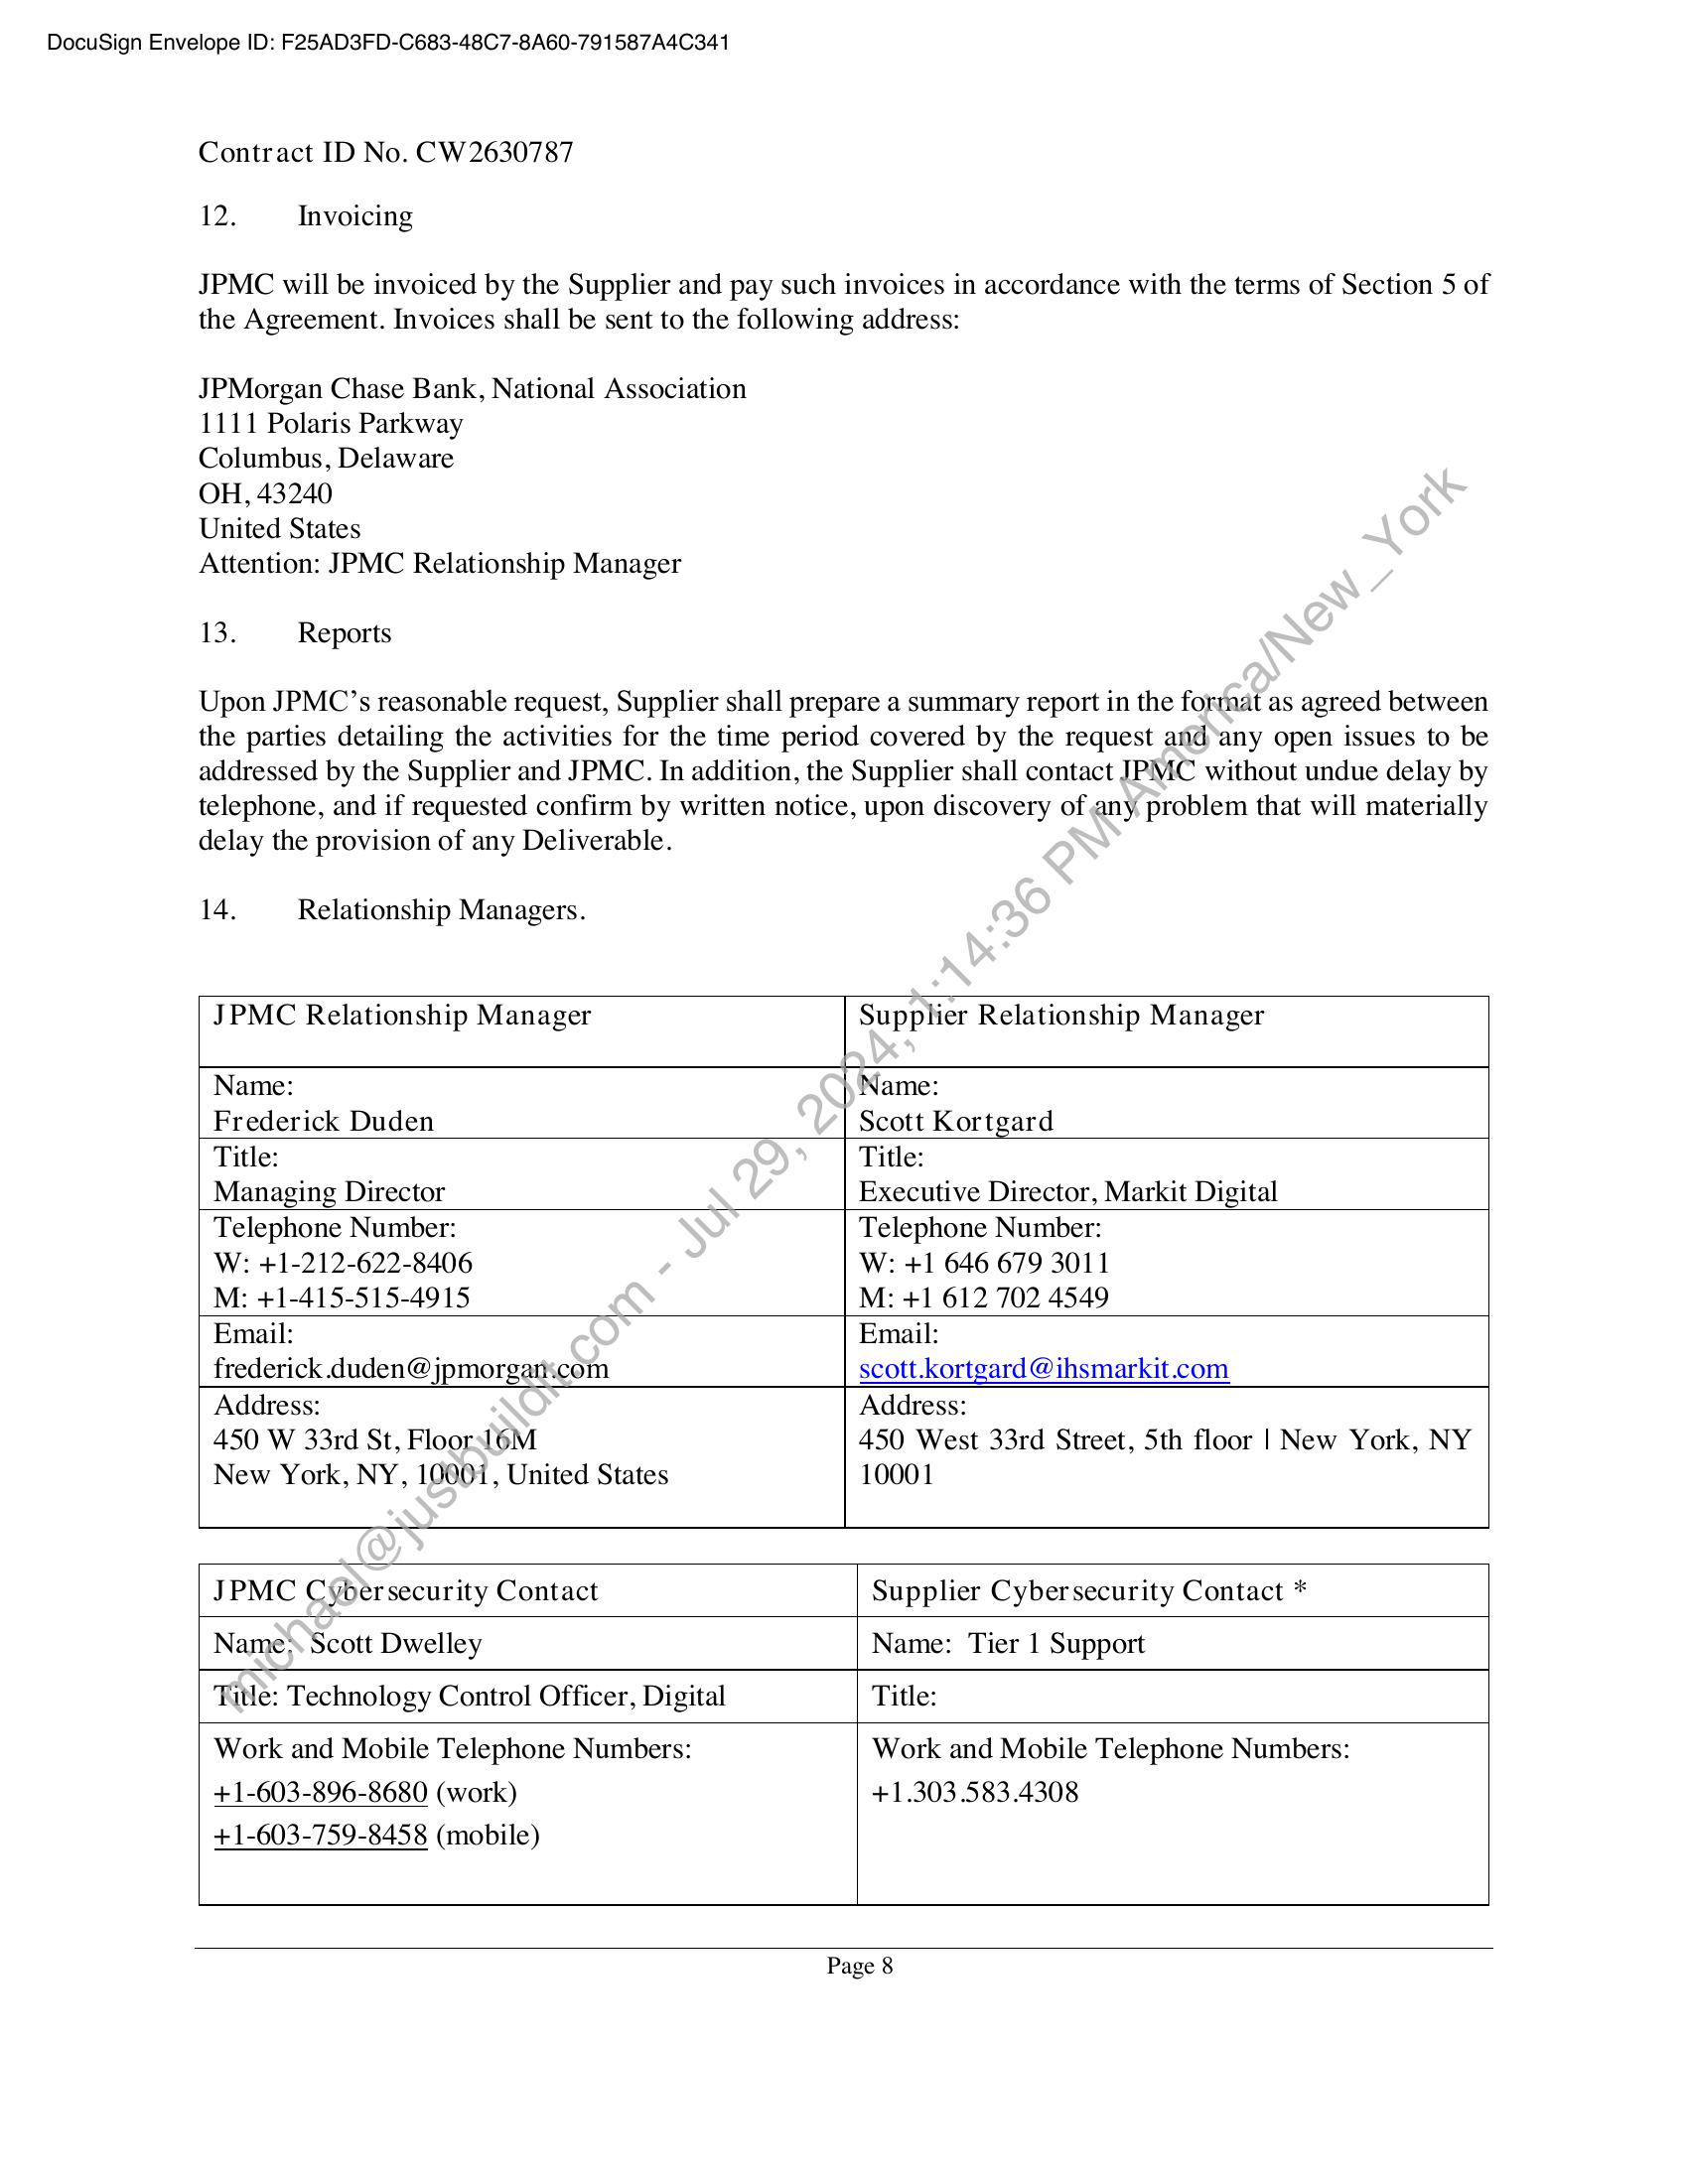 DocuSign Envelope ID: F25AD3FD-C683-48C7-8A60-791587A4C341
Contract ID No. CW2630787
12. Invoicing
JPMC will be invoiced by the Supplier and pay such invoices in accordance with the terms of Section 5 of
the Agreement. Invoices shall be sent to the following address:
JPMorgan Chase Bank, National Association
1111 Polaris Parkway
Columbus, Delaware
OH, 43240
United States
Attention: JPMC Relationship Manager
13. Reports
Upon JPMC’s reasonable request, Supplier shall prepare a summary report in the format as agreed between
the parties detailing the activities for the time period covered by the request and any open issues to be
addressed by the Supplier and JPMC. In addition, the Supplier shall contact JPMC without undue delay by
telephone, and if requested confirm by written notice, upon discovery of any problem that will materially
delay the provision of any Deliverable.
14. Relationship Managers.
JPMC Relationship Manager
Supplier Relationship Manager
Name:
Frederick Duden
Name:
Scott Kortgard
Title:
Managing Director
Title:
Executive Director, Markit Digital
Telephone Number:
W: +1-212-622-8406
M: +1-415-515-4915
Telephone Number:
W: +1 646 679 3011
M: +1 612 702 4549
Email:
frederick.duden@jpmorgan.com
Email:
scott.kortgard@ihsmarkit.com
Address:
450 W 33rd St, Floor 16M
New York, NY, 10001, United States
Address:
450 West 33rd Street, 5th floor | New York, NY
10001
JPMC Cybersecurity Contact
Supplier Cybersecurity Contact *
Name: Scott Dwelley
Name: Tier 1 Support
Title: Technology Control Officer, Digital
Title:
Work and Mobile Telephone Numbers:
+1-603-896-8680 (work)
+1-603-759-8458 (mobile)
Work and Mobile Telephone Numbers:
+1.303.583.4308
Page 8
michael@justbuildit.com - Jul 29, 2024, 1:14:36 PM America/New_York